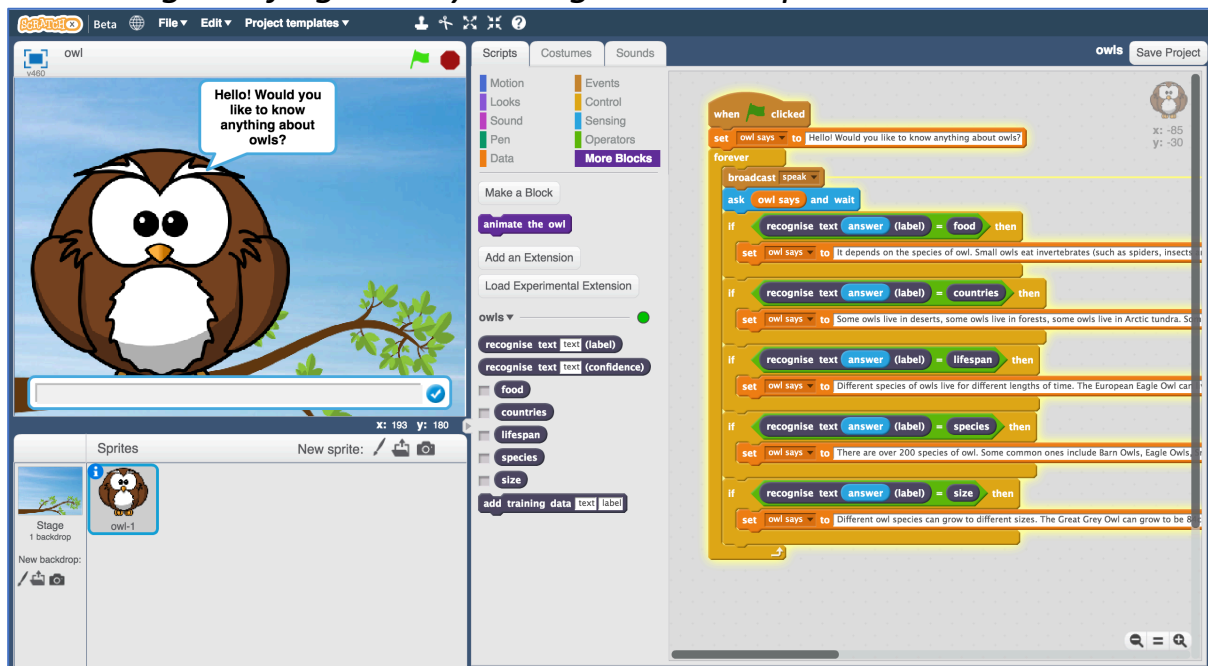 SCRATCHX Beta File▾ Edit▾ Project templates▾
owl
v460
Hello! Would you
like to know
anything about
owls?
X: 193 y: 180
Sprites New sprite:
Stage
1 backdrop
New backdrop:
owl-1
Scripts Costumes Sounds
owls Save Project
Motion Events
Looks Control
Sound Sensing
Pen Operators
Data More Blocks
Make a Block
animate the owl
Add an Extension
Load Experimental Extension
owls▾
recognise text text (label)
recognise text text (confidence)
food
countries
lifespan
species
size
add training data text label
x: -85
y: -30
when clicked
set owl says to Hello! Would you like to know anything about owls?
forever
broadcast speak
ask owl says and wait
if recognise text answer (label) = food then
set owl says to It depends on the species of owl. Small owls eat invertebrates (such as spiders, insects
if recognise text answer (label) = countries then
set owl says to Some owls live in deserts, some owls live in forests, some owls live in Arctic tundra.
if recognise text answer (label) = lifespan then
set owl says to Different species of owls live for different lengths of time. The European Eagle Owl can
if recognise text answer (label) = species then
set owl says to There are over 200 species of owl. Some common ones include Barn Owls, Eagle Owls,
if recognise text answer (label) = size then
set owl says to Different owl species can grow to different sizes. The Great Grey Owl can grow to be